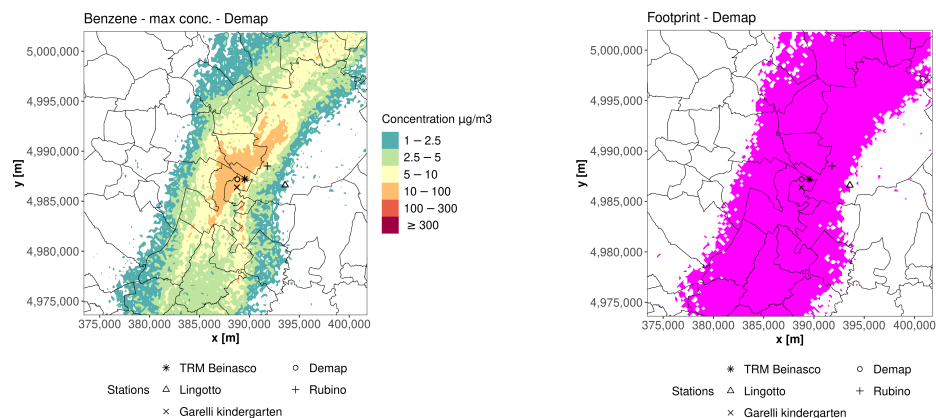 Benzene - max conc. - Demap
5,000,000
4,995,000
4,990,000
4,985,000
4,980,000
4,975,000
y [m]
375,000 380,000 385,000 390,000 395,000 400,000
x [m]
Concentration µg/m3
1 – 2.5
2.5 – 5
5 – 10
10 – 100
100 – 300
≥ 300
Stations
TRM Beinasco
Demap
Lingotto
Rubino
Garelli kindergarten
Footprint - Demap
5,000,000
4,995,000
4,990,000
4,985,000
4,980,000
4,975,000
y [m]
375,000 380,000 385,000 390,000 395,000 400,000
x [m]
Stations
TRM Beinasco
Demap
Lingotto
Rubino
Garelli kindergarten